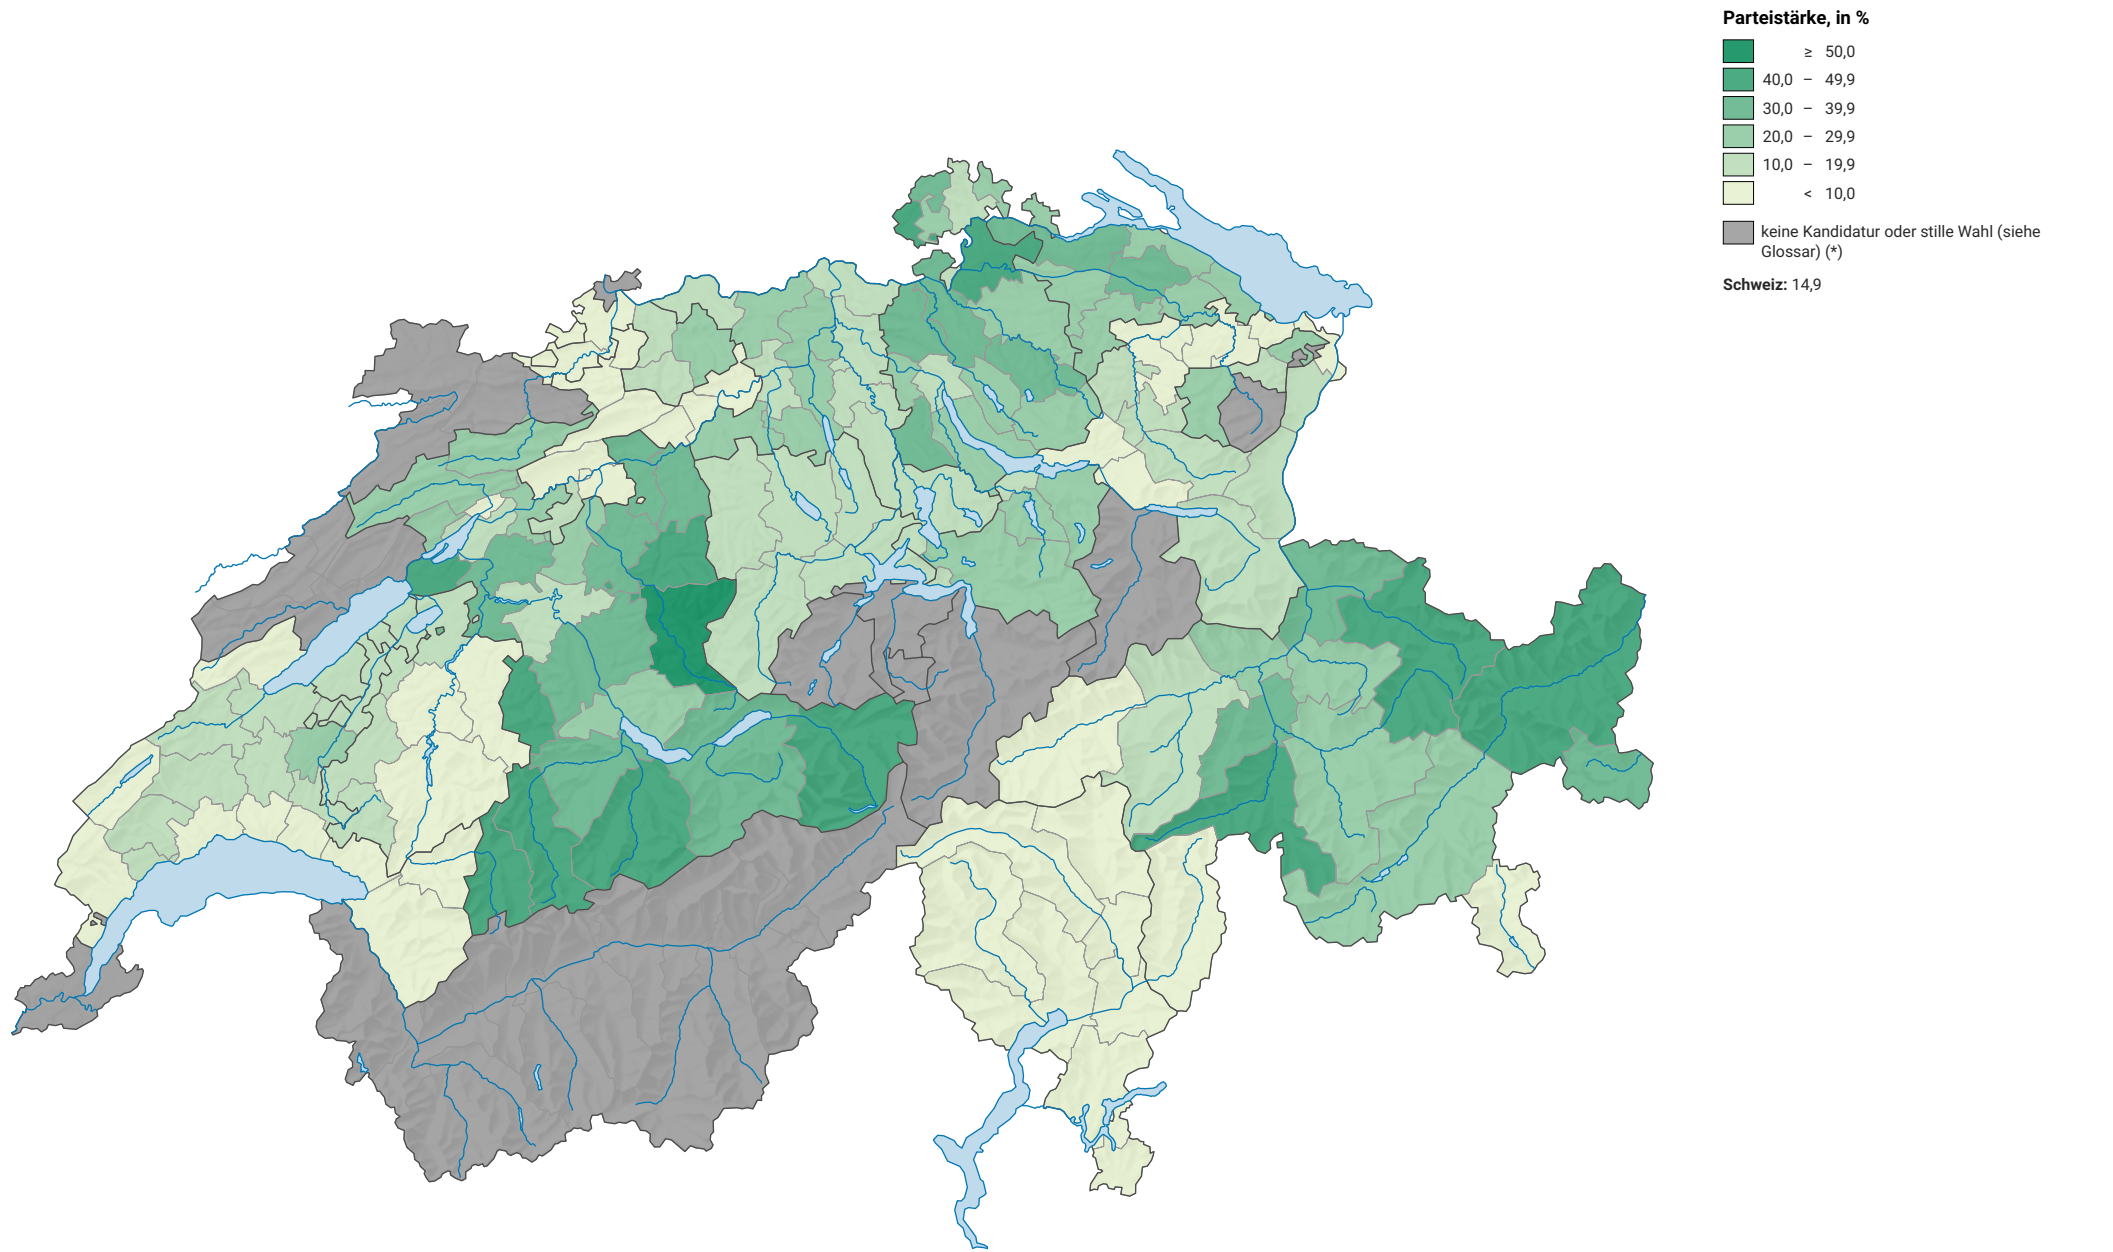 Parteistärke, in %
≥ 50,0
40,0 – 49,9
30,0 – 39,9
20,0 – 29,9
10,0 – 19,9
< 10,0
keine Kandidatur oder stille Wahl (siehe
Glossar) (*)
Schweiz: 14,9